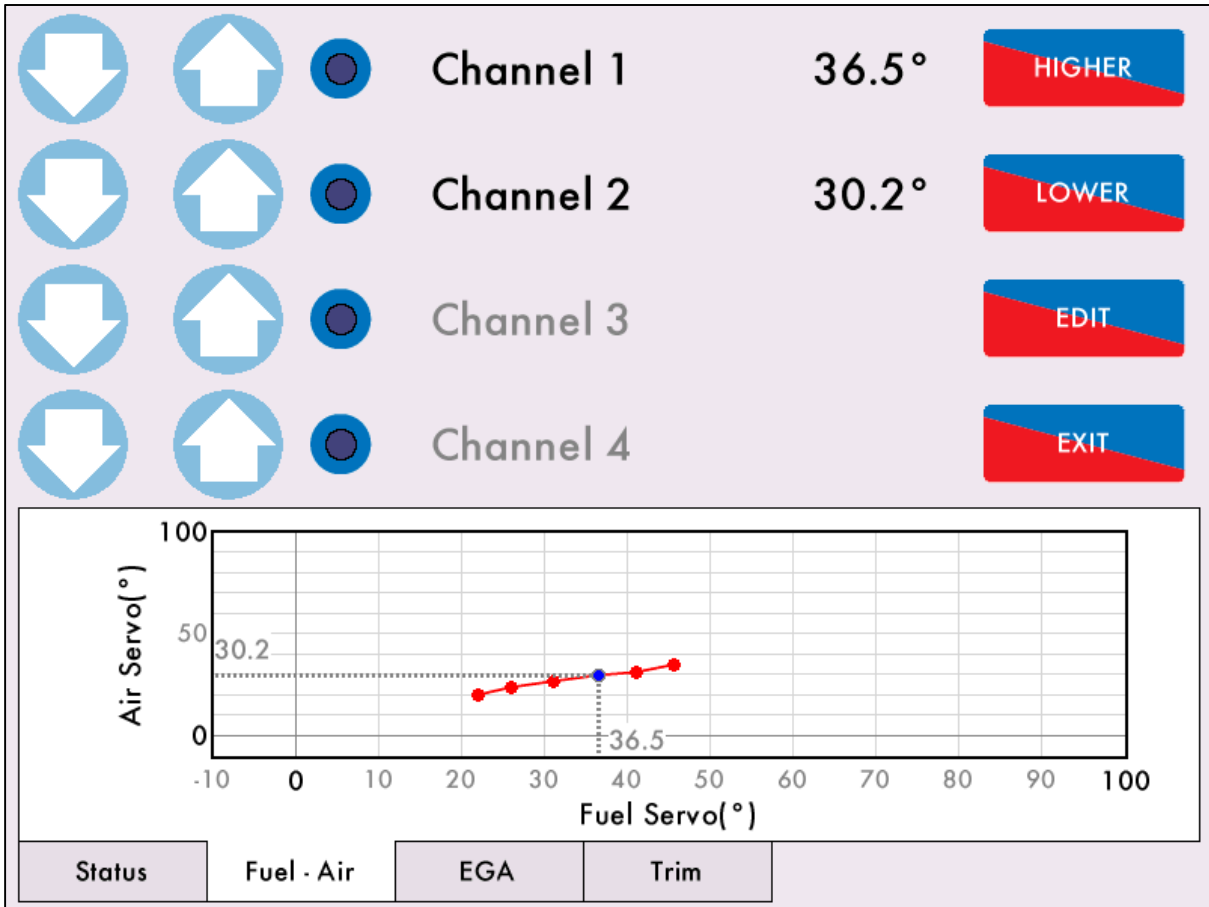 Channel 1 36.5° HIGHER
Channel 2 30.2° LOWER
Channel 3 EDIT
Channel 4 EXIT
100
50
0
Air Servo(°)
30.2
36.5
-10 0 10 20 30 40 50 60 70 80 90 100
Fuel Servo(°)
Status Fuel - Air EGA Trim